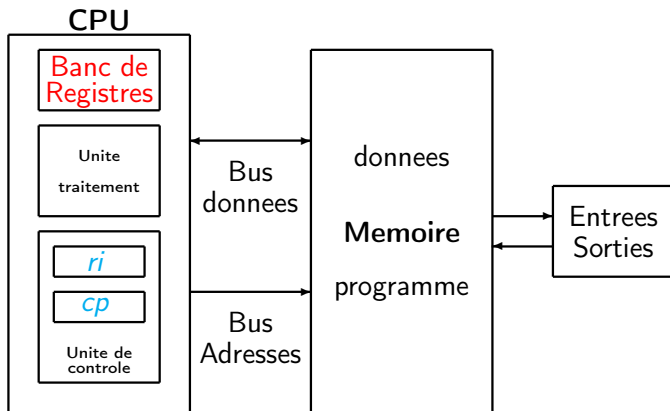 CPU
Banc de
Registres
Unite
traitement
ri
cp
Unite de
controle
Bus
donnees
Bus
Adresses
donnees
Memoire
programme
Entrees
Sorties